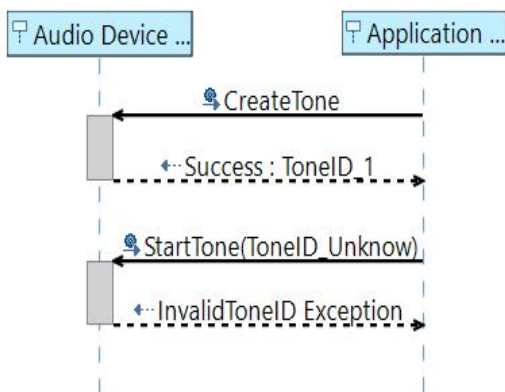 Audio Device ...
Application ...
CreateTone
Success : ToneID_1
StartTone(ToneID_Unknow)
InvalidToneID Exception